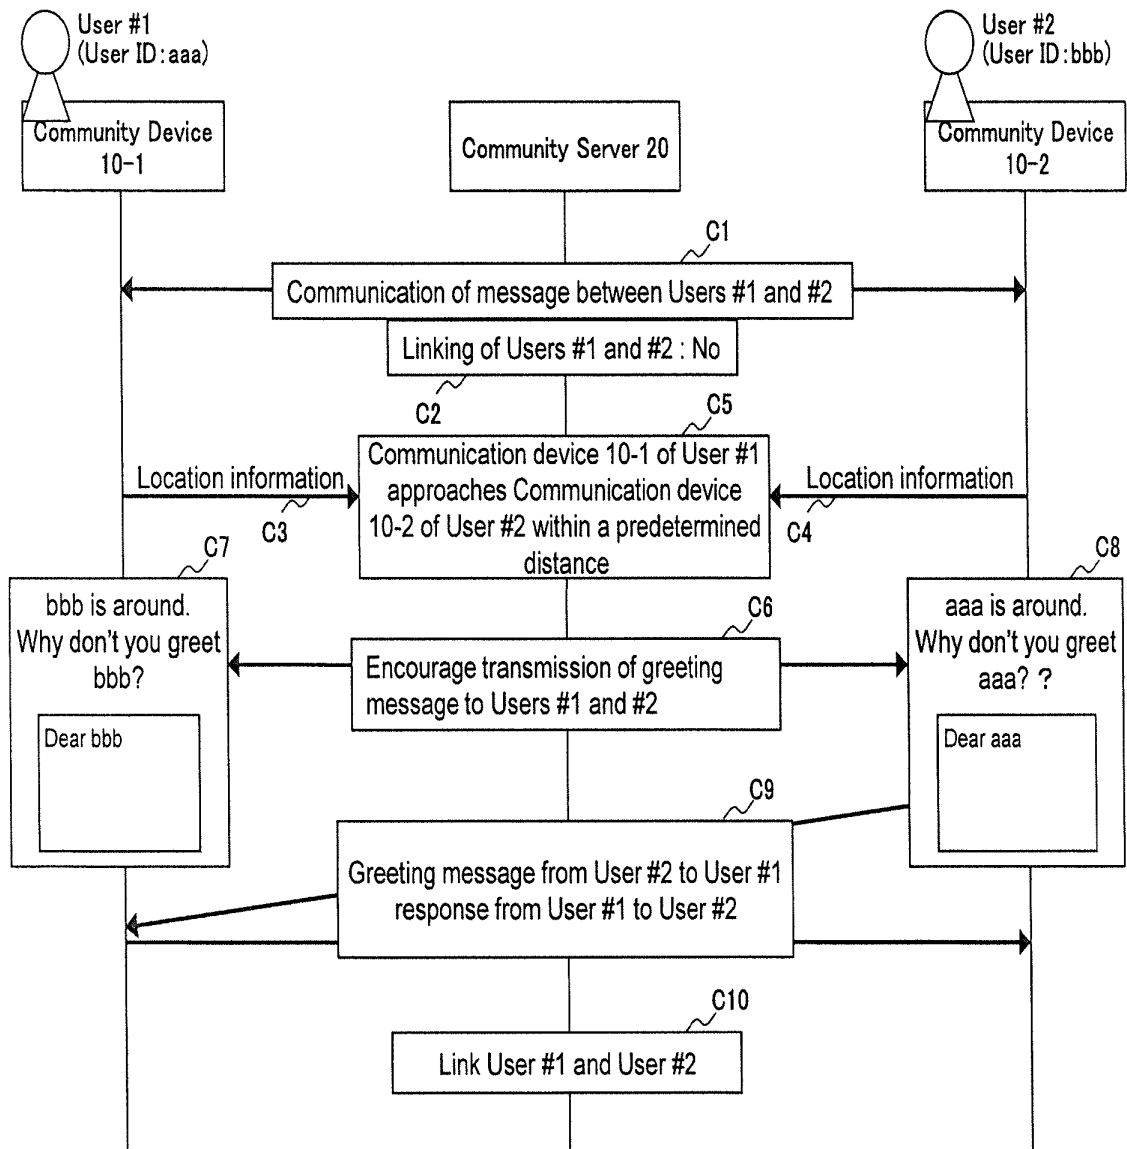 User #1
(User ID:aaa)
User #2
(User ID:bbb)
Community Device
10-1
Community Server 20
Community Device
10-2
C1
Communication of message between Users #1 and #2
Linking of Users #1 and #2 : No
C2
C5
Communication device 10-1 of User #1
approaches Communication device
10-2 of User #2 within a predetermined
distance
Location information
C3
Location information
C4
C7
bbb is around.
Why don't you greet
bbb?
Dear bbb
C8
aaa is around.
Why don't you greet
aaa? ?
Dear aaa
C6
Encourage transmission of greeting
message to Users #1 and #2
C9
Greeting message from User #2 to User #1
response from User #1 to User #2
C10
Link User #1 and User #2